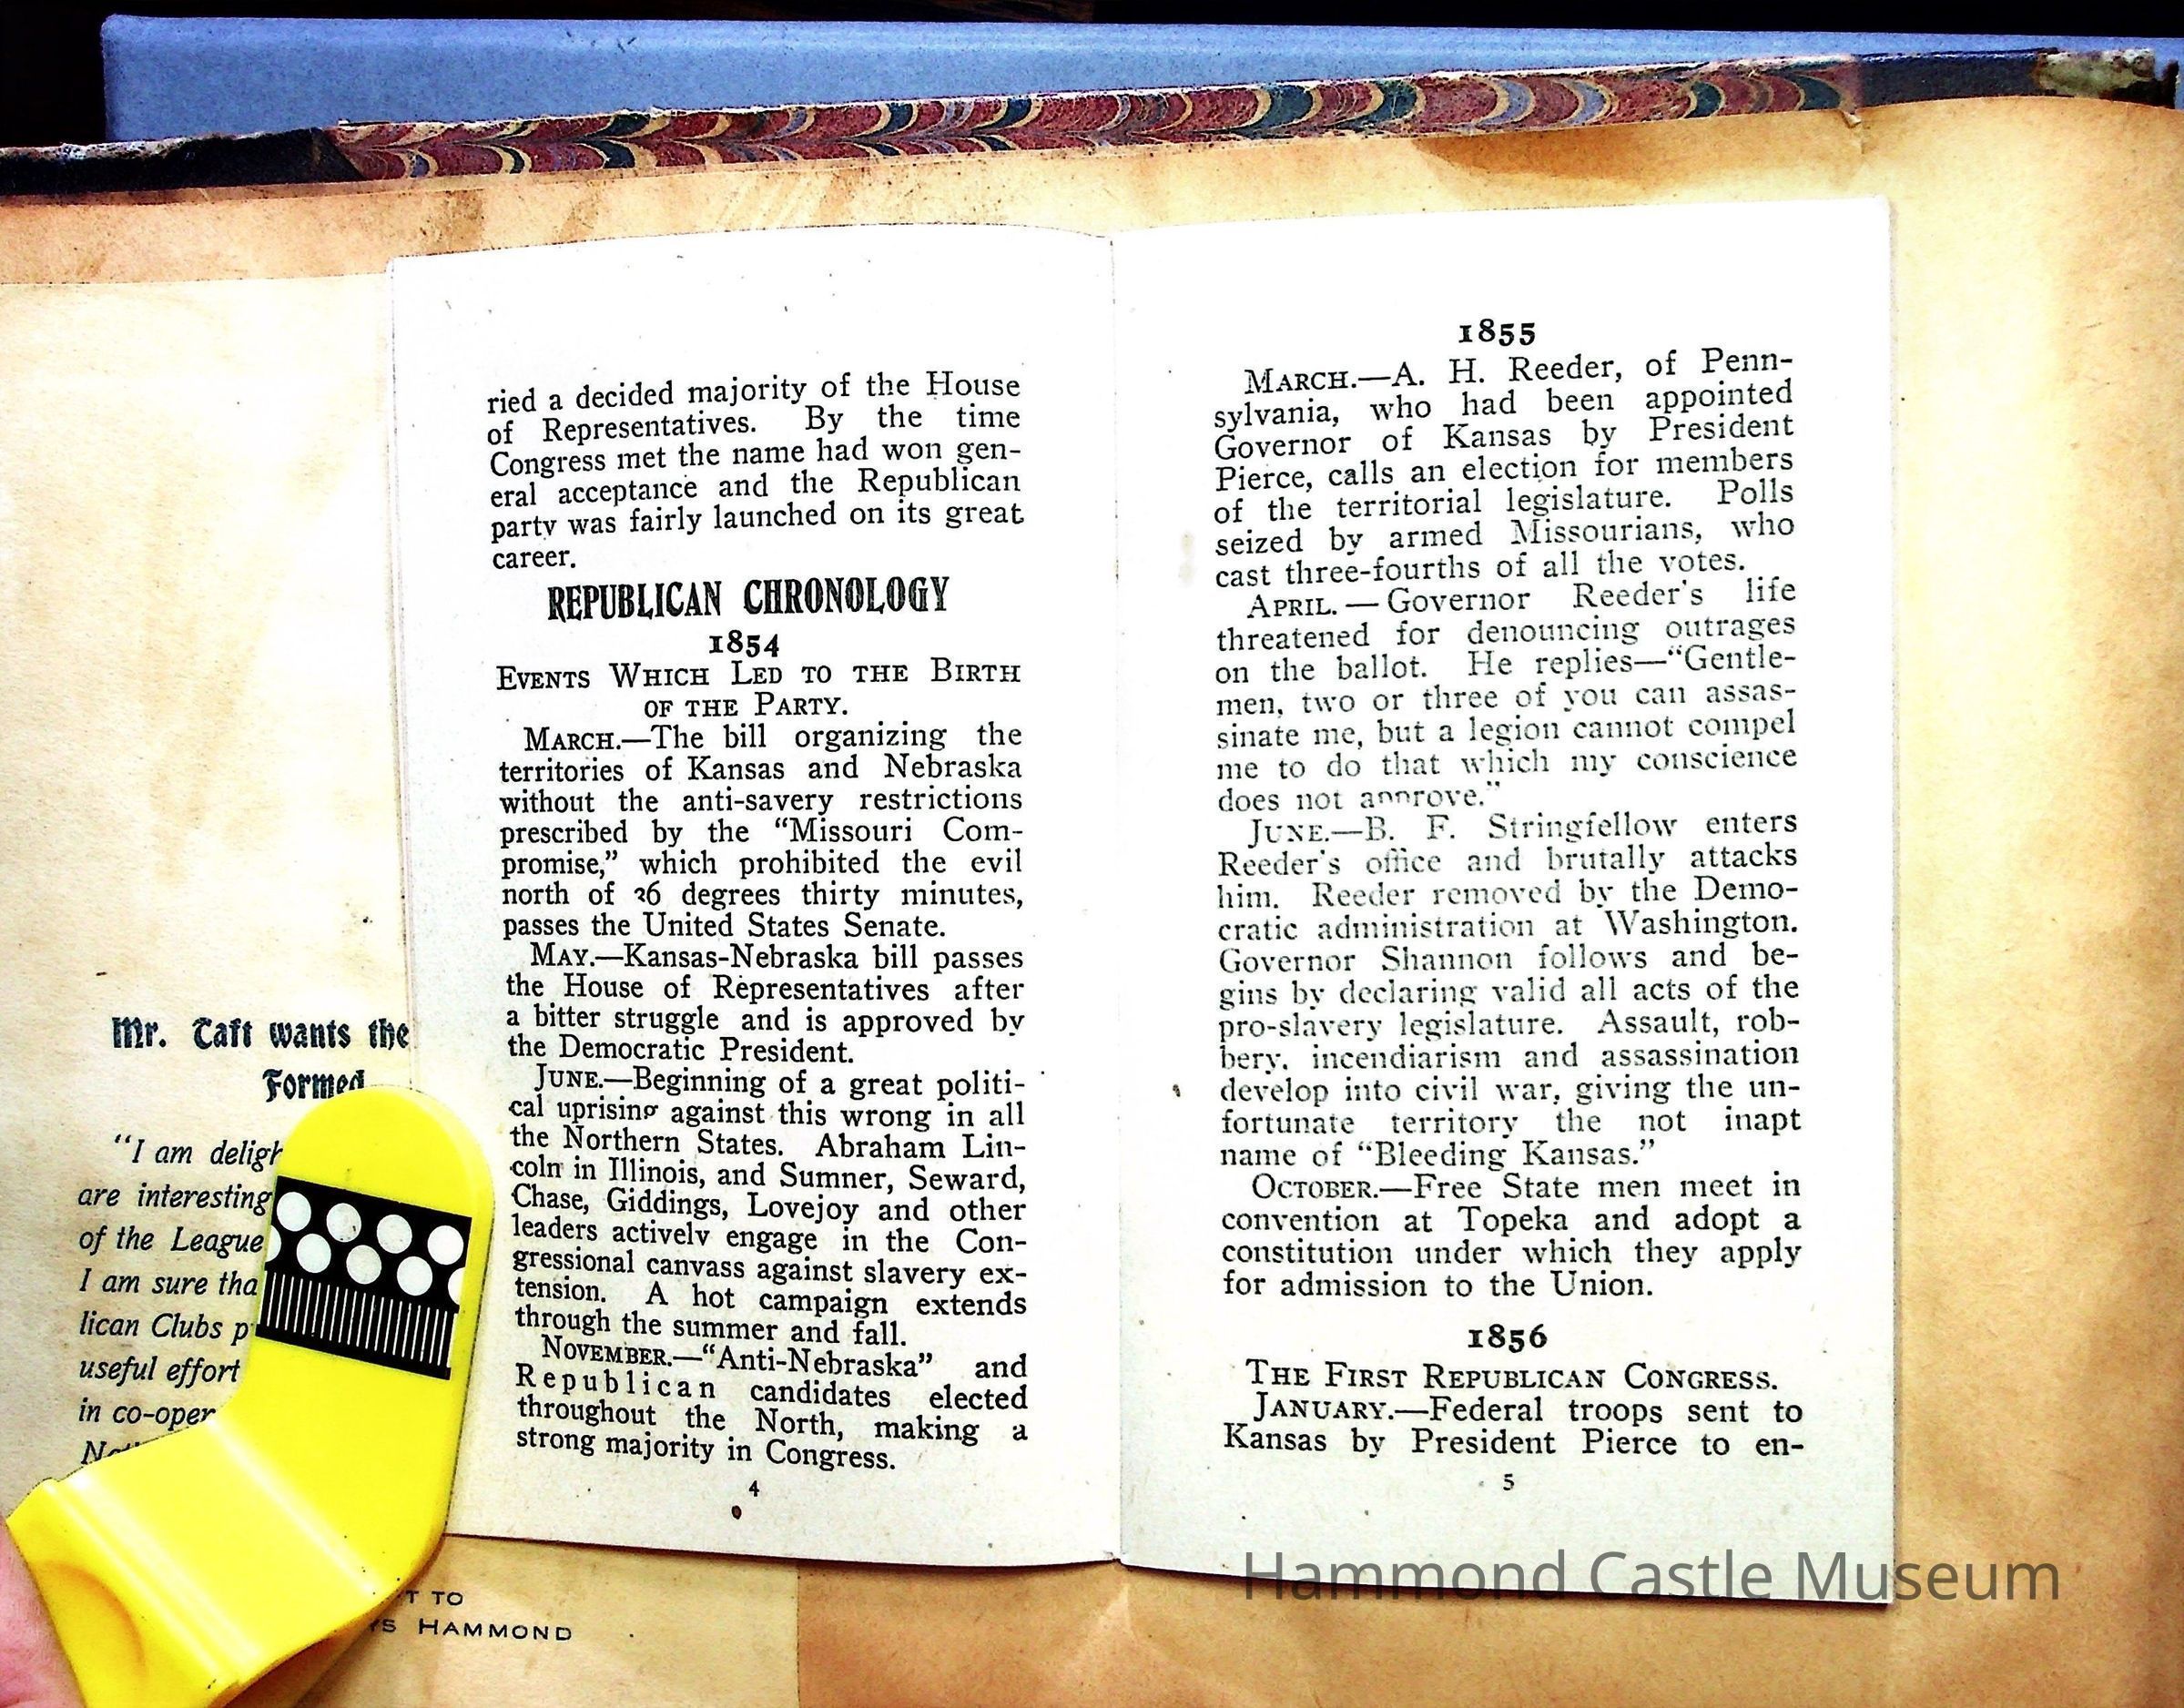 ried a decided majority of the House
of Representatives. By the time
Congress met the name had won gen-
eral acceptance and the Republican
party was fairly launched on its great
career.
REPUBLICAN CHRONOLOGY
1854
EVENTS WHICH LED TO THE BIRTH
OF THE PARTY.
MARCH.—The bill organizing the
territories of Kansas and Nebraska
without the anti-savery restrictions
prescribed by the “Missouri Com-
promise,” which prohibited the evil
north of 36 degrees thirty minutes,
passes the United States Senate.
MAY.—Kansas-Nebraska bill passes
the House of Representatives after
a bitter struggle and is approved by
the Democratic President.
JUNE.—Beginning of a great politi-
cal uprising against this wrong in all
the Northern States. Abraham Lin-
coln in Illinois, and Sumner, Seward,
Chase, Giddings, Lovejoy and other
leaders actively engage in the Con-
gressional canvass against slavery ex-
tension. A hot campaign extends
through the summer and fall.
NOVEMBER.—“Anti-Nebraska” and
Republican candidates elected
throughout the North, making a
strong majority in Congress.
4
1855
MARCH.—A. H. Reeder, of Penn-
sylvania, who had been appointed
Governor of Kansas by President
Pierce, calls an election for members
of the territorial legislature. Polls
seized by armed Missourians, who
cast three-fourths of all the votes.
APRIL.—Governor Reeder's life
threatened for denouncing outrages
on the ballot. He replies—“Gentle-
men, two or three of you can assas-
sinate me, but a legion cannot compel
me to do that which my conscience
does not approve.”
JUNE.—B. F. Stringfellow enters
Reeder's office and brutally attacks
him. Reeder removed by the Demo-
cratic administration at Washington.
Governor Shannon follows and be-
gins by declaring valid all acts of the
pro-slavery legislature. Assault, rob-
bery, incendiarism and assassination
develop into civil war, giving the un-
fortunate territory the not inapt
name of “Bleeding Kansas.”
OCTOBER.—Free State men meet in
convention at Topeka and adopt a
constitution under which they apply
for admission to the Union.
1856
THE FIRST REPUBLICAN CONGRESS.
JANUARY.—Federal troops sent to
Kansas by President Pierce to en-
5
Mr. Taft wants the
Formed
“I am
are interesting
of the League
I am sure
lican Clubs
useful effort
in
TO
HAMMOND
Hammond Castle Museum